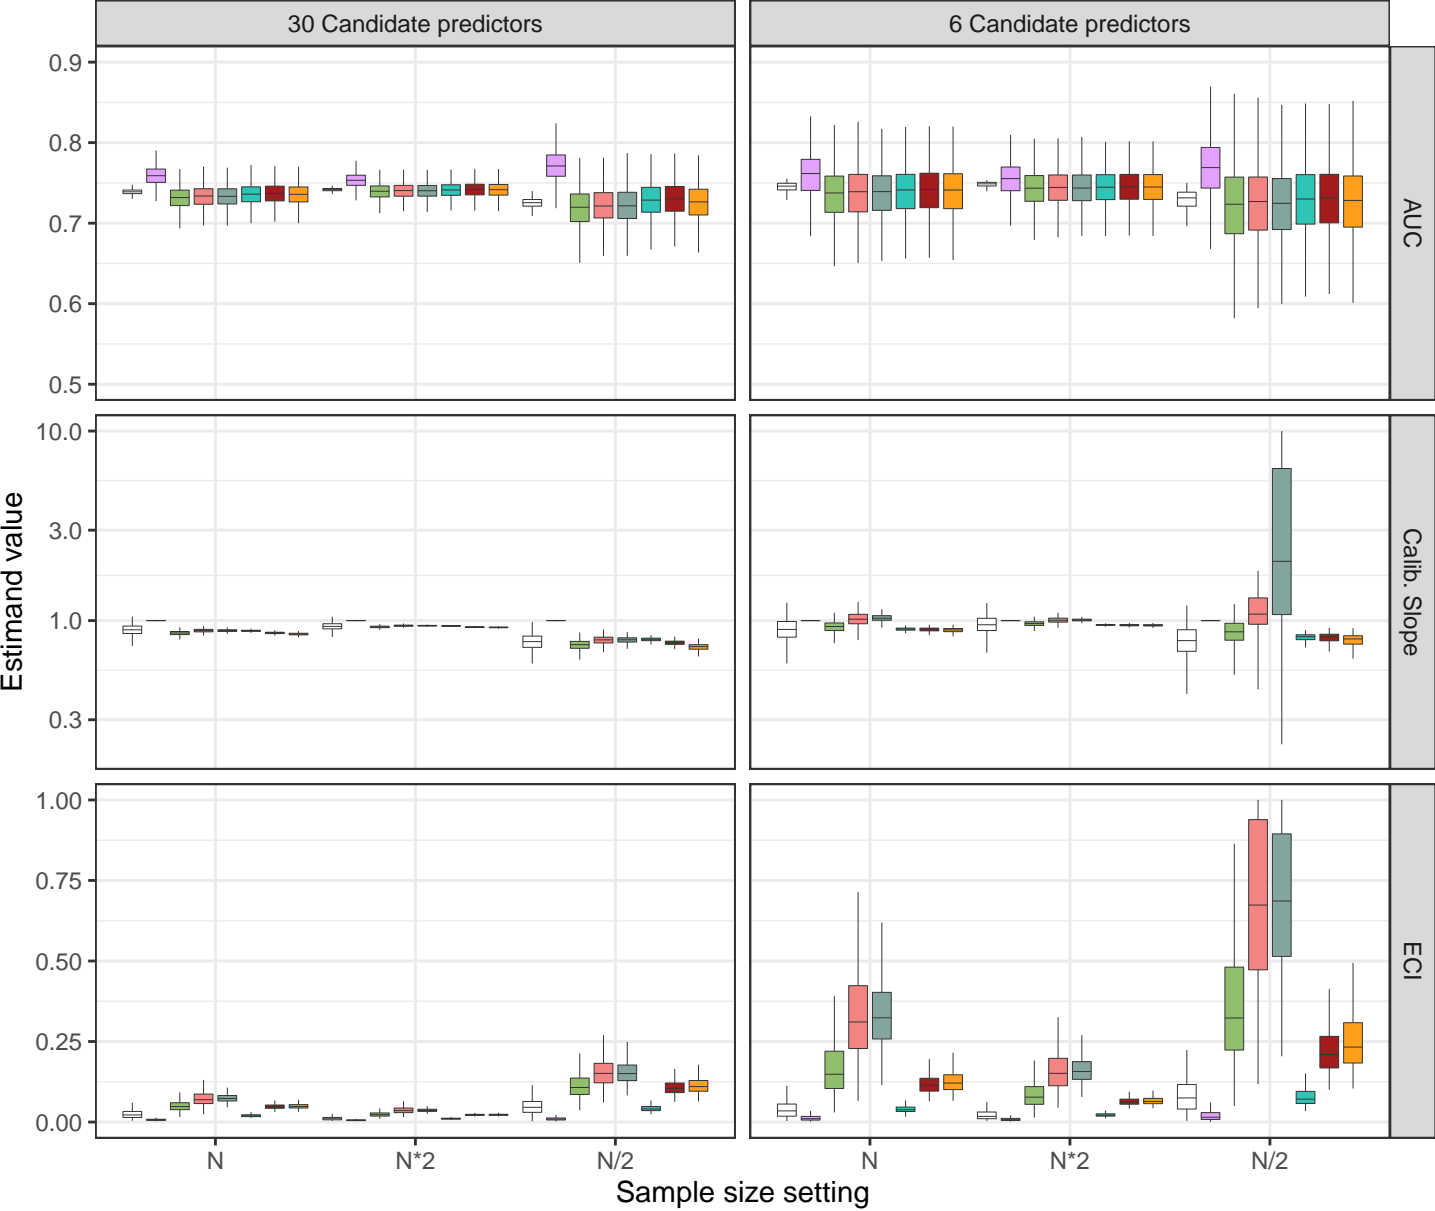 30 Candidate predictors
6 Candidate predictors
0.9
0.8
0.7
0.6
0.5
AUC
10.0
3.0
1.0
0.3
Calib. Slope
1.00
0.75
0.50
0.25
0.00
ECI
Estimand value
N
N*2
N/2
N
N*2
N/2
Sample size setting